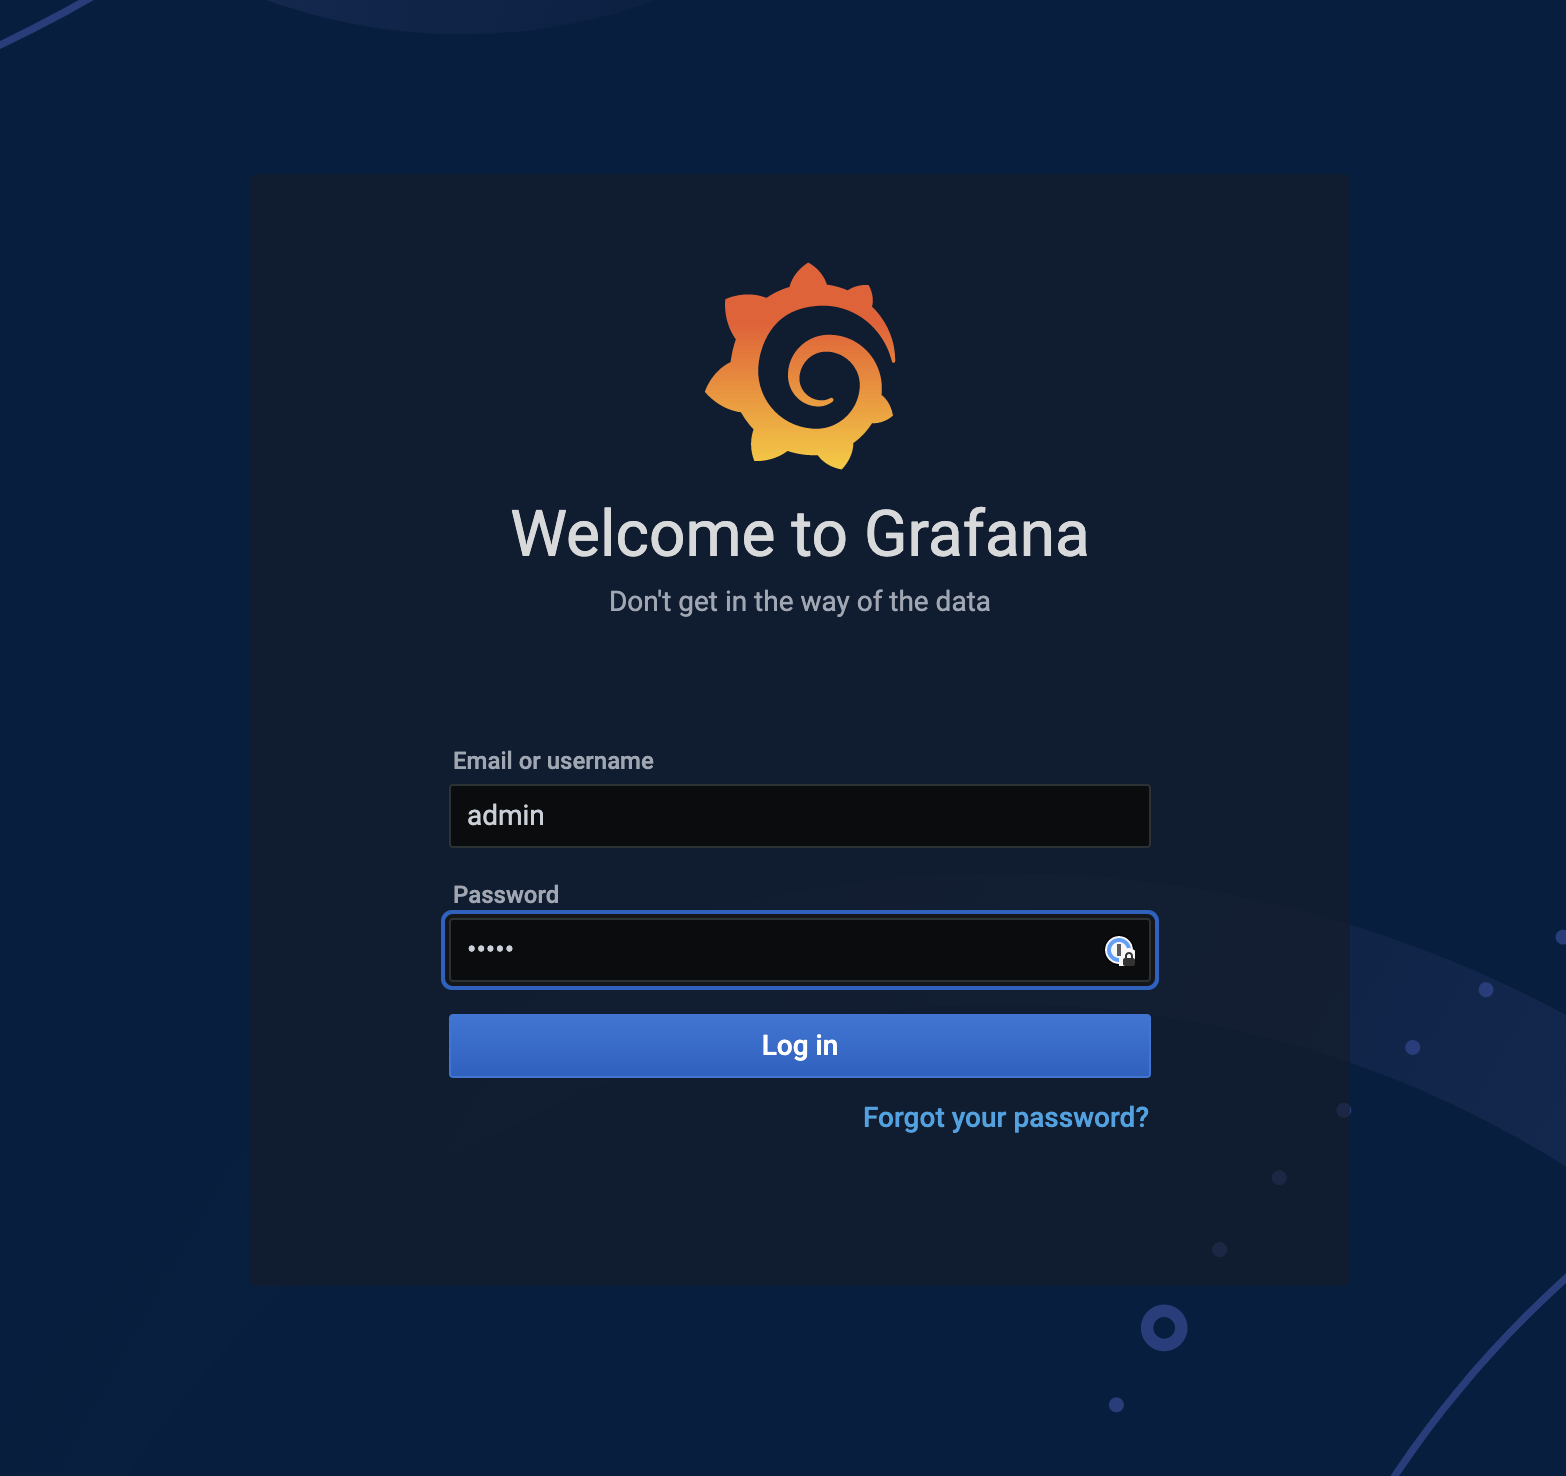 Welcome to Grafana
Don't get in the way of the data
Email or username
admin
Password
•••••
Log in
Forgot your password?